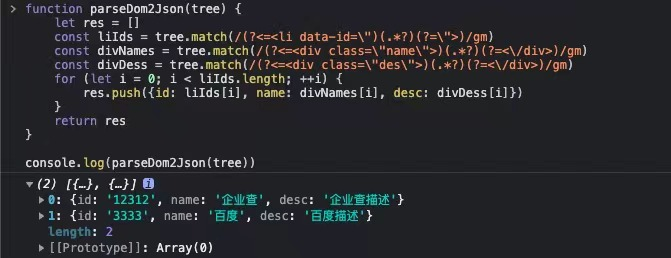 > function parseDom2Json(tree) {
    let res = []
    const liIds = tree.match(/(?<=<li data-id=\")(.*?)(?=\">)/gm)
    const divNames = tree.match(/(?<=<div class=\"name\">)(.*?)(?=<\/div>)/gm)
    const divDess = tree.match(/(?<=<div class=\"des\">)(.*?)(?=<\/div>)/gm)
    for (let i = 0; i < liIds.length; ++i) {
        res.push({id: liIds[i], name: divNames[i], desc: divDess[i]})
    }
    return res
}
console.log(parseDom2Json(tree))
▼(2) [{…}, {…}] i
▶0: {id: '12312', name: '企业查', desc: '企业查描述'}
▶1: {id: '3333', name: '百度', desc: '百度描述'}
length: 2
▶[[Prototype]]: Array(0)